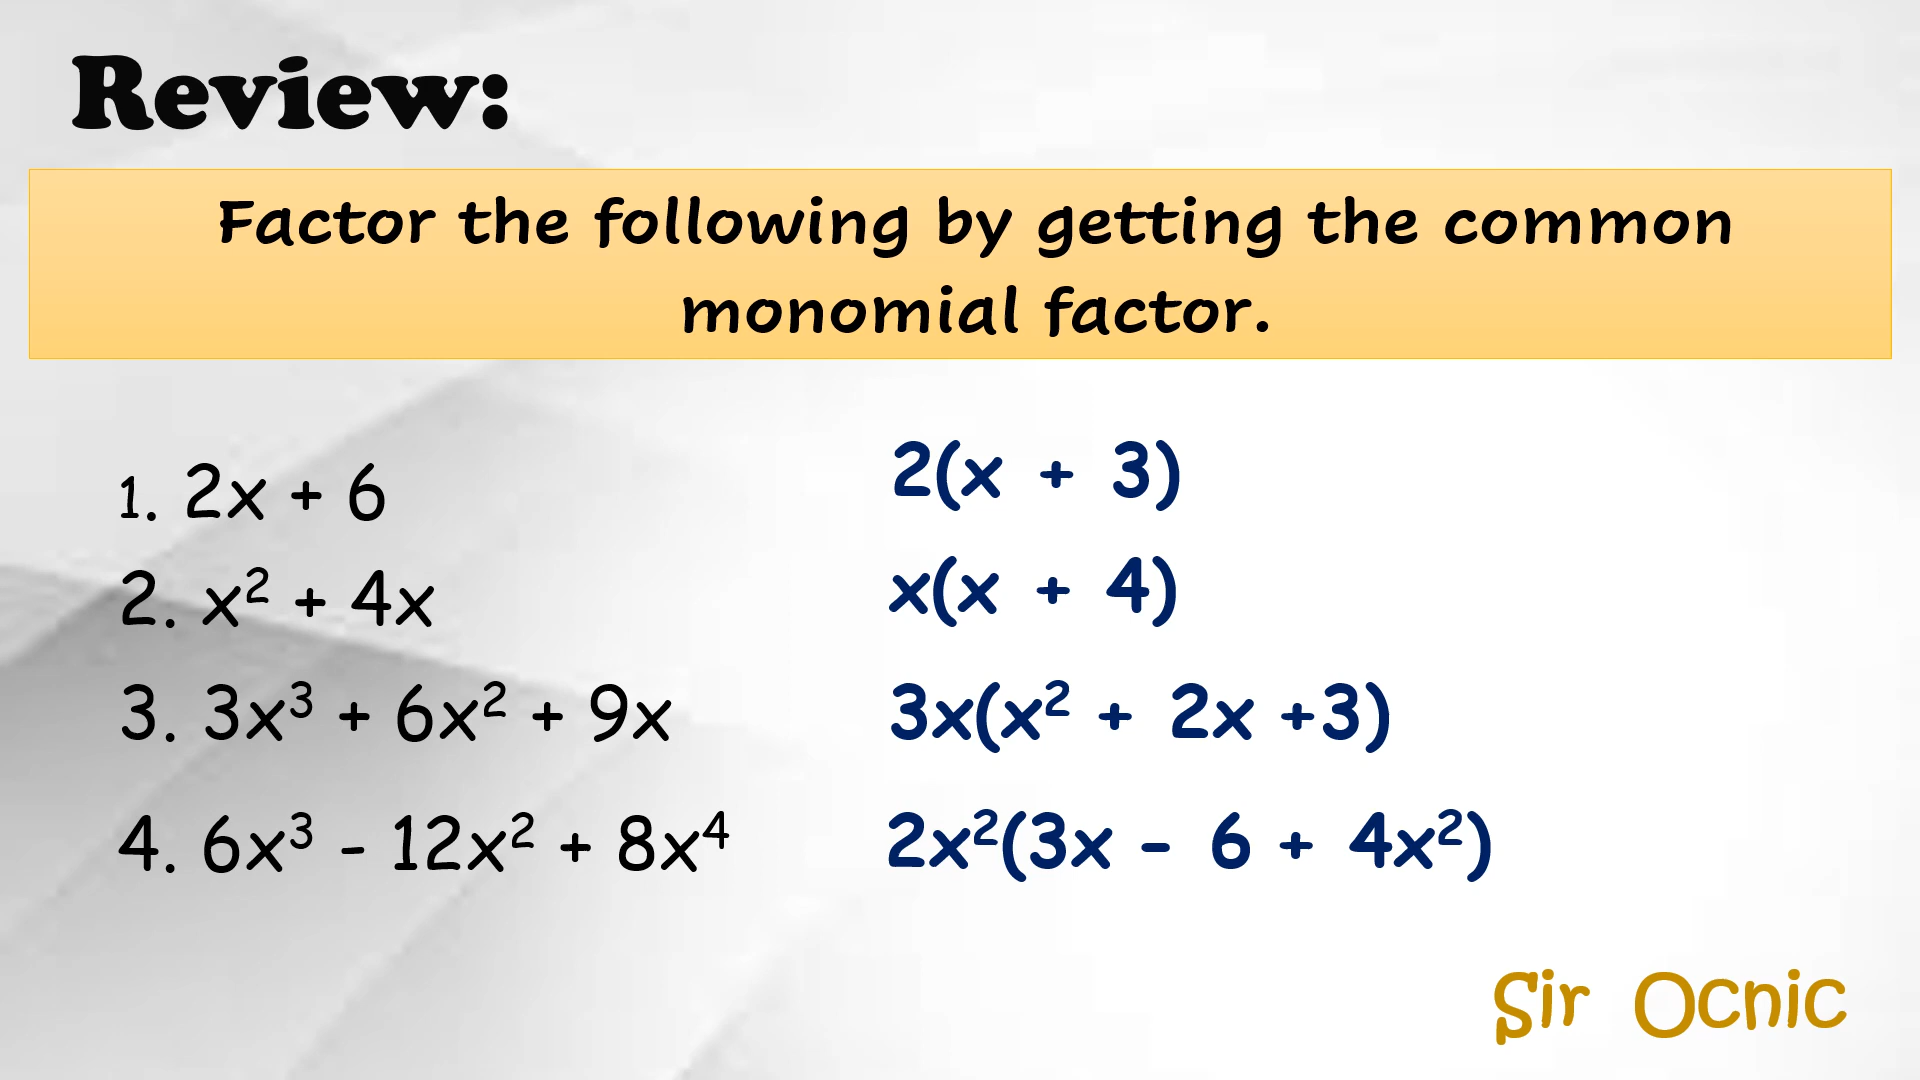 Review:
Factor the following by getting the common
monomial factor.
1. 2x + 6
2(x + 3)
2. x² + 4x
x(x + 4)
3. 3x³ + 6x² + 9x
3x(x² + 2x +3)
4. 6x³ - 12x² + 8x⁴
2x²(3x - 6 + 4x²)
Sir Ocnic